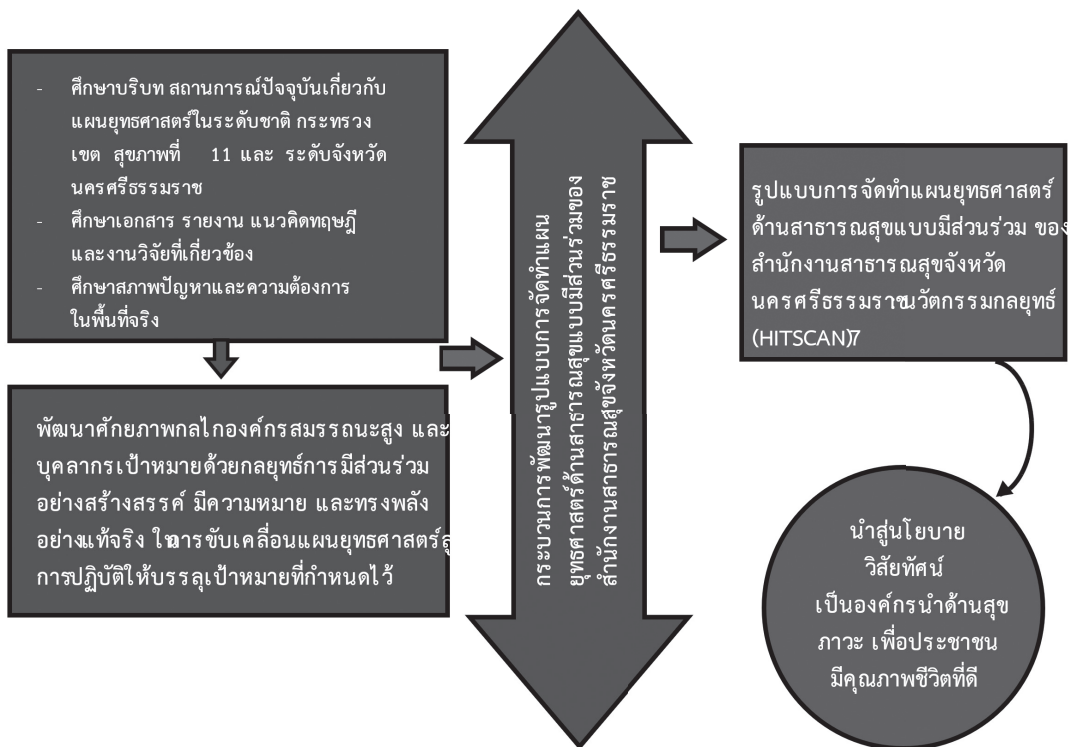 - ศึกษาบริบท สถานการณ์ปัจจุบันเกี่ยวกับ
แผนยุทธศาสตร์ในระดับชาติ กระทรวง
เขต สุขภาพที่ 11 และ ระดับจังหวัด
นครศรีธรรมราช
- ศึกษาเอกสาร รายงาน แนวคิดทฤษฎี
และงานวิจัยที่เกี่ยวข้อง
- ศึกษาสภาพปัญหาและความต้องการ
ในพื้นที่จริง
พัฒนาศักยภาพกลไกองค์กรสมรรถนะสูง และ
บุคลากรเป้าหมายด้วยกลยุทธ์การมีส่วนร่วม
อย่างสร้างสรรค์ มีความหมาย และทรงพลัง
อย่างแท้จริง ในการขับเคลื่อนแผนยุทธศาสตร์สู่
การปฏิบัติให้บรรลุเป้าหมายที่กำหนดไว้
กระบวนการพัฒนารูปแบบการจัดทำแผน
ยุทธศาสตร์ด้านสาธารณสุขแบบมีส่วนร่วมของ
สำนักงานสาธารณสุขจังหวัดนครศรีธรรมราช
รูปแบบการจัดทำแผนยุทธศาสตร์
ด้านสาธารณสุขแบบมีส่วนร่วม ของ
สำนักงานสาธารณสุขจังหวัด
นครศรีธรรมราช นวัตกรรมกลยุทธ์
(HITSCAN)7
นำสู่นโยบาย
วิสัยทัศน์
เป็นองค์กรนำด้านสุข
ภาวะ เพื่อประชาชน
มีคุณภาพชีวิตที่ดี